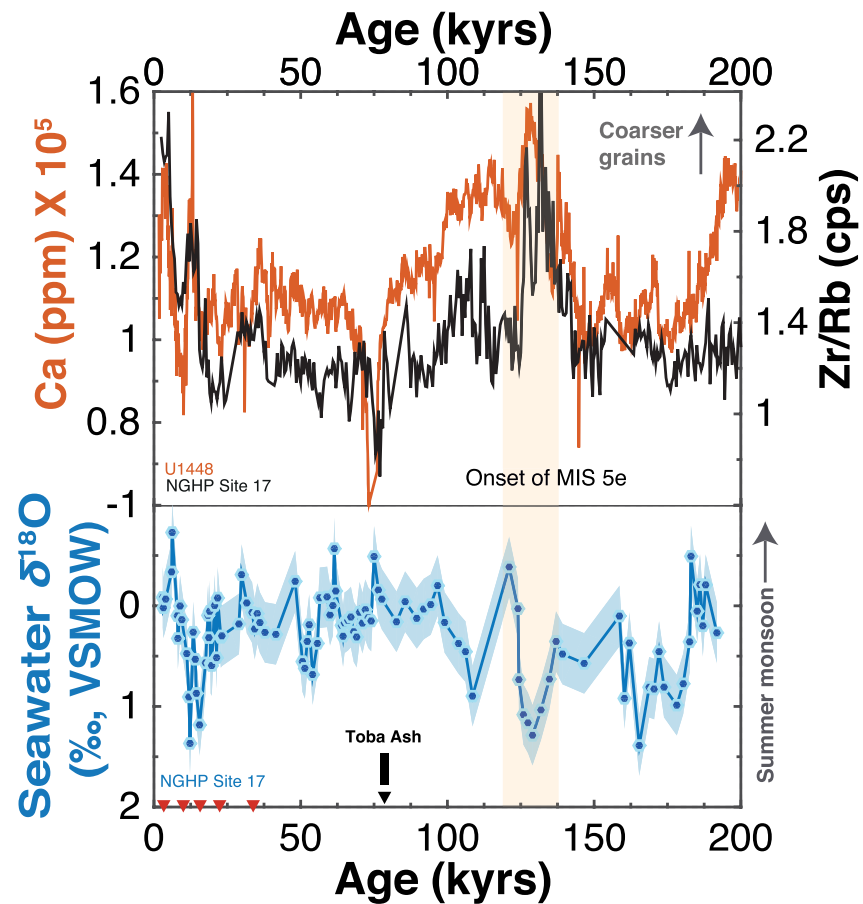 Age (kyrs)
0 50 100 150 200
1.6
1.4
1.2
1
0.8
Ca (ppm) X 10⁵
2.2
1.8
1.4
1
Zr/Rb (cps)
Coarser
grains
U1448
NGHP Site 17
Onset of MIS 5e
-1
0
1
2
Seawater δ¹⁸O
(‰, VSMOW)
Summer monsoon
Toba Ash
NGHP Site 17
0 50 100 150 200
Age (kyrs)